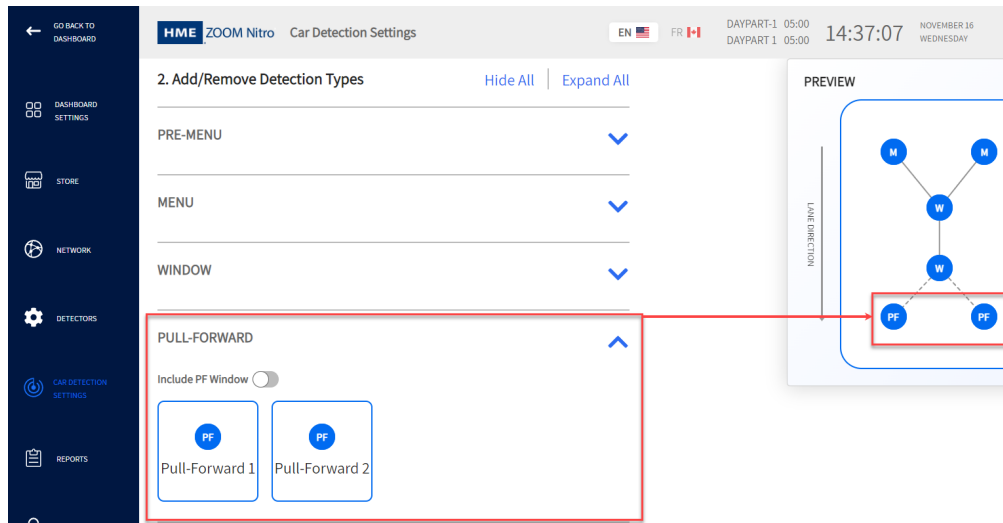 GO BACK TO
DASHBOARD
DASHBOARD
SETTINGS
STORE
NETWORK
DETECTORS
CAR DETECTION
SETTINGS
REPORTS
HME ZOOM Nitro Car Detection Settings
EN FR
DAYPART-1 05:00
DAYPART 1 05:00
14:37:07
NOVEMBER 16
WEDNESDAY
2. Add/Remove Detection Types
Hide All Expand All
PRE-MENU
MENU
WINDOW
PULL-FORWARD
Include PF Window
PF PF
Pull-Forward 1 Pull-Forward 2
PREVIEW
LANE DIRECTION
M M
W
W
PF PF